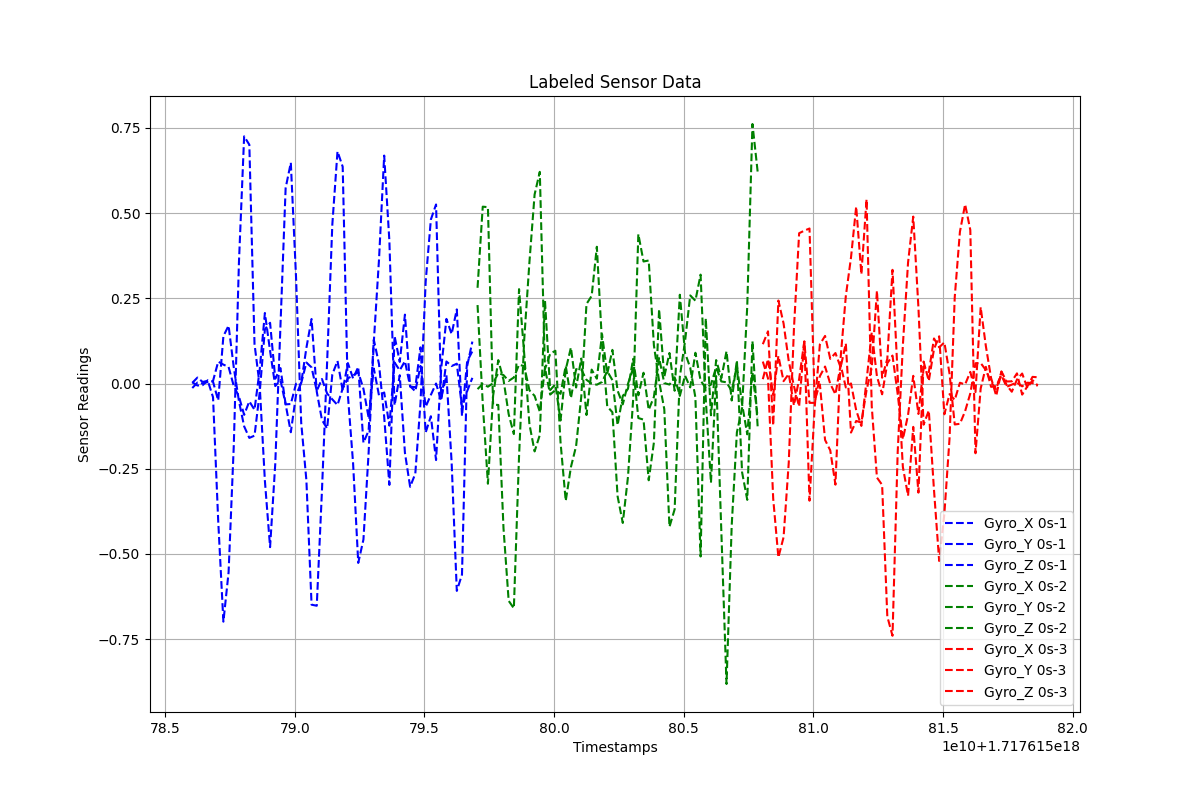 Labeled Sensor Data
Sensor Readings
0.75
0.50
0.25
0.00
−0.25
−0.50
−0.75
Gyro_X 0s-1
Gyro_Y 0s-1
Gyro_Z 0s-1
Gyro_X 0s-2
Gyro_Y 0s-2
Gyro_Z 0s-2
Gyro_X 0s-3
Gyro_Y 0s-3
Gyro_Z 0s-3
78.5 79.0 79.5 80.0 80.5 81.0 81.5 82.0
Timestamps
1e10+1.717615e18